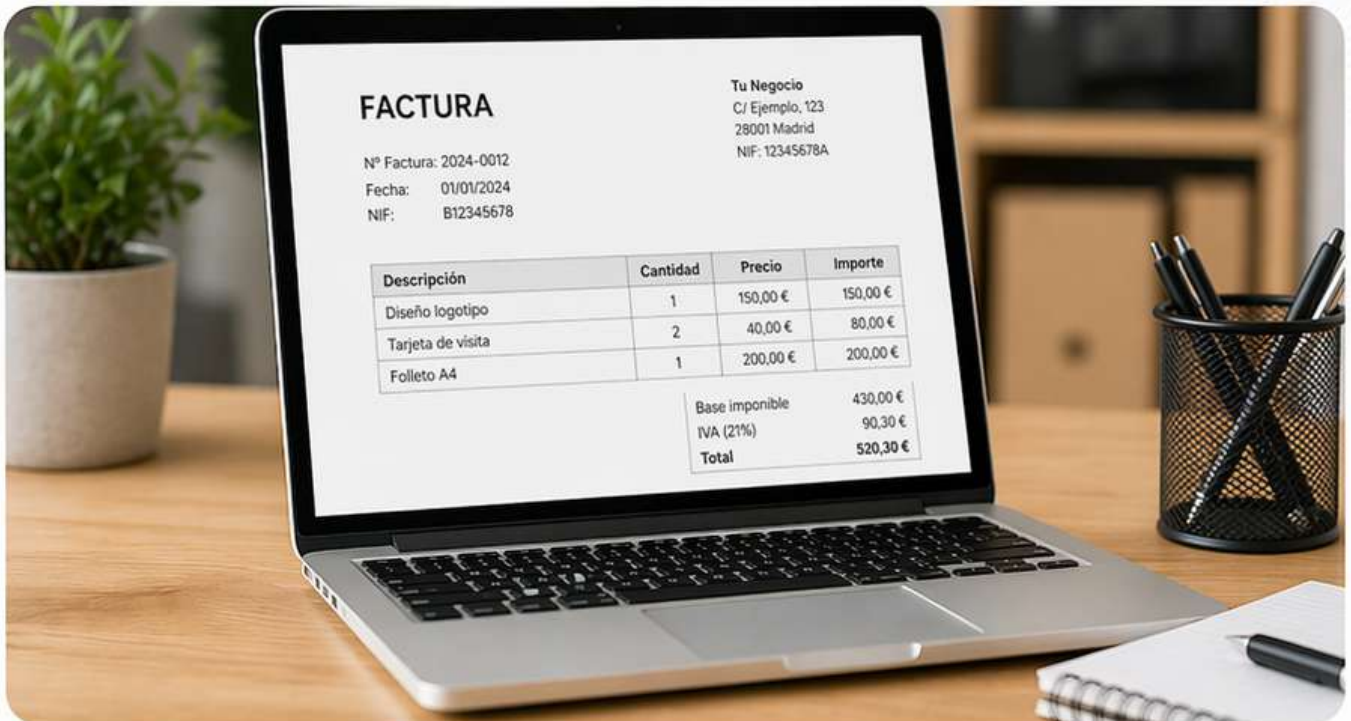 FACTURA
Nº Factura: 2024-0012
Fecha: 01/01/2024
NIF: B12345678
Tu Negocio
C/ Ejemplo, 123
28001 Madrid
NIF: 12345678A
Descripción Cantidad Precio Importe
Diseño logotipo 1 150,00 € 150,00 €
Tarjeta de visita 2 40,00 € 80,00 €
Folleto A4 1 200,00 € 200,00 €
Base imponible 430,00 €
IVA (21%) 90,30 €
Total 520,30 €